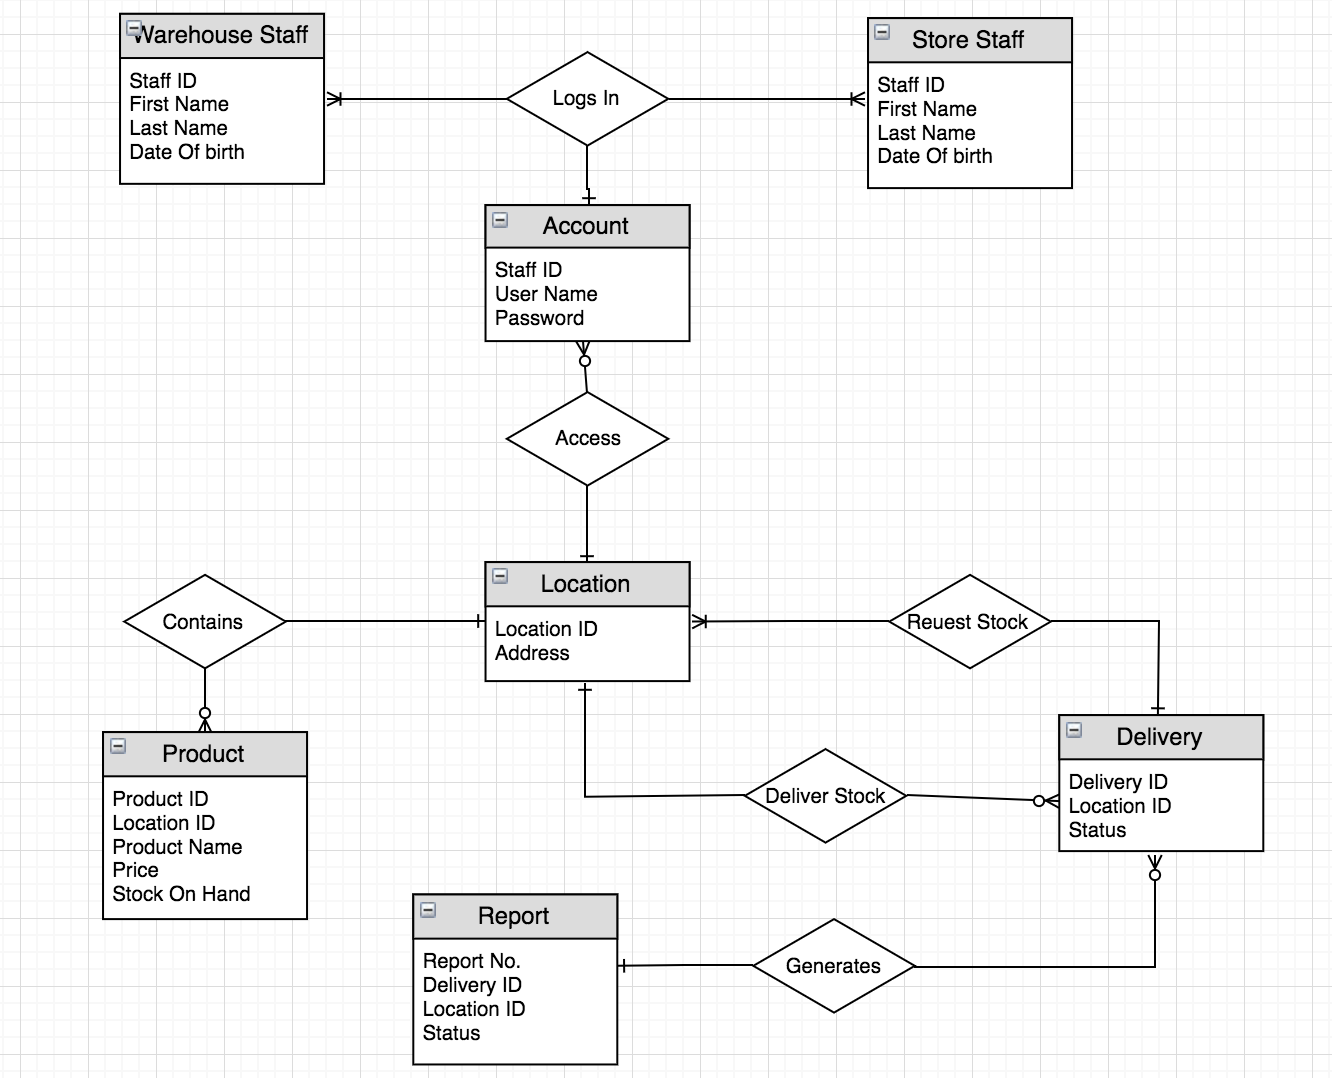 Warehouse Staff
Staff ID
First Name
Last Name
Date Of birth
Logs In
Store Staff
Staff ID
First Name
Last Name
Date Of birth
Account
Staff ID
User Name
Password
Access
Location
Location ID
Address
Contains
Reuest Stock
Product
Product ID
Location ID
Product Name
Price
Stock On Hand
Deliver Stock
Delivery
Delivery ID
Location ID
Status
Report
Report No.
Delivery ID
Location ID
Status
Generates